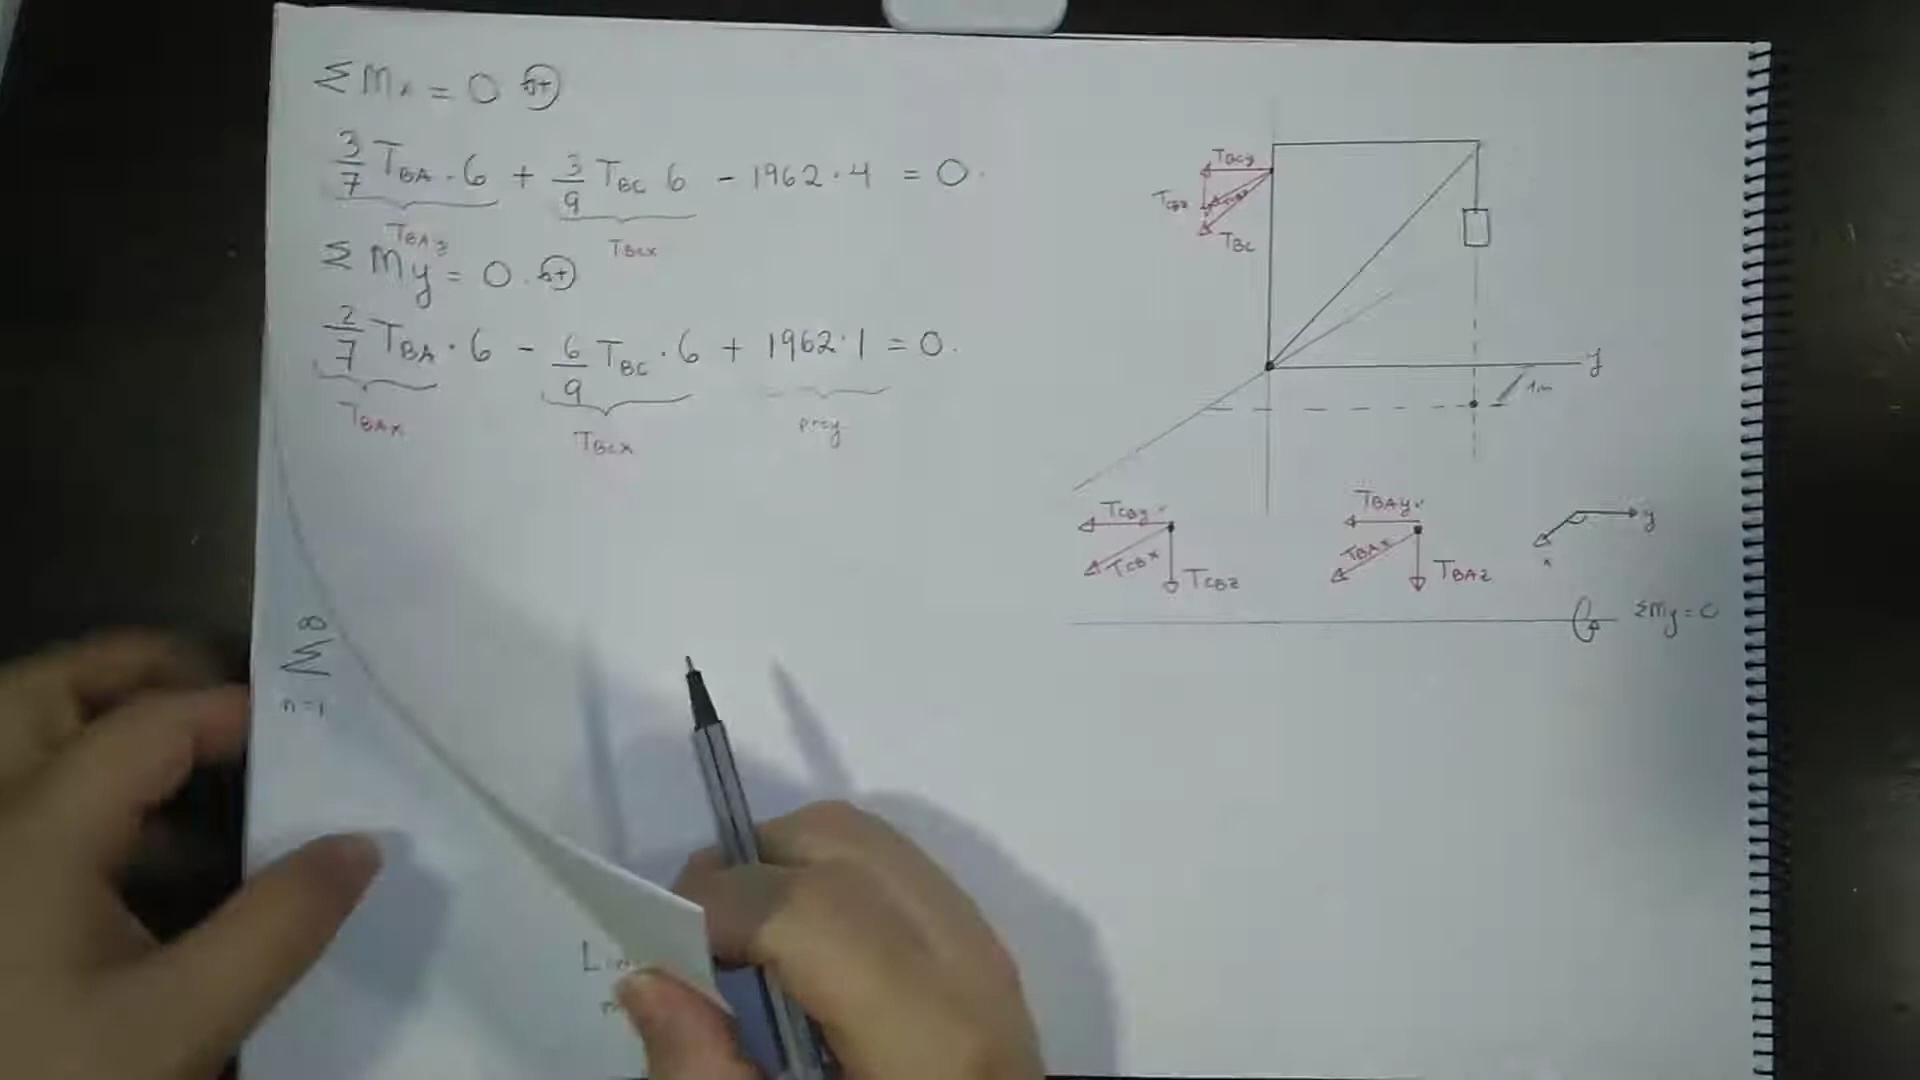 ΣMx = 0 ↺+
3/7 TBA · 6 + 3/9 TBC 6 - 1962 · 4 = 0.
TBAz
TBCx
ΣMy = 0. ↺+
2/7 TBA · 6 - 6/9 TBC · 6 + 1962 · 1 = 0.
TBAx
TBCx
∞
Σ
n=1
TBCy
TCBz
TBC
y
1m
TCBy
TCBx
TCBz
TBAy
TBAx
TBAz
y
x
ΣMy = 0